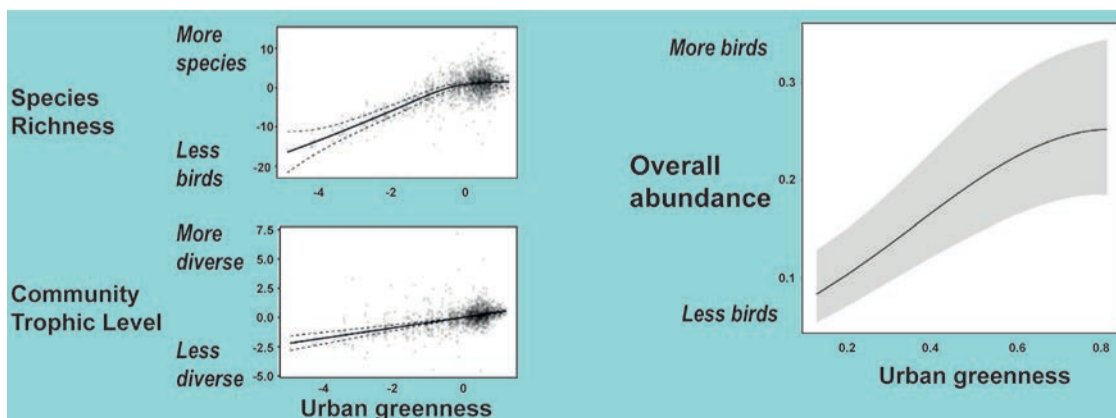 Species
Richness
More
species
Less
birds
10
0
-10
-20
-4
-2
0
Community
Trophic Level
More
diverse
Less
diverse
7.5
5.0
2.5
0.0
-2.5
-5.0
-4
-2
0
Urban greenness
Overall
abundance
More birds
Less birds
0.3
0.2
0.1
0.2
0.4
0.6
0.8
Urban greenness